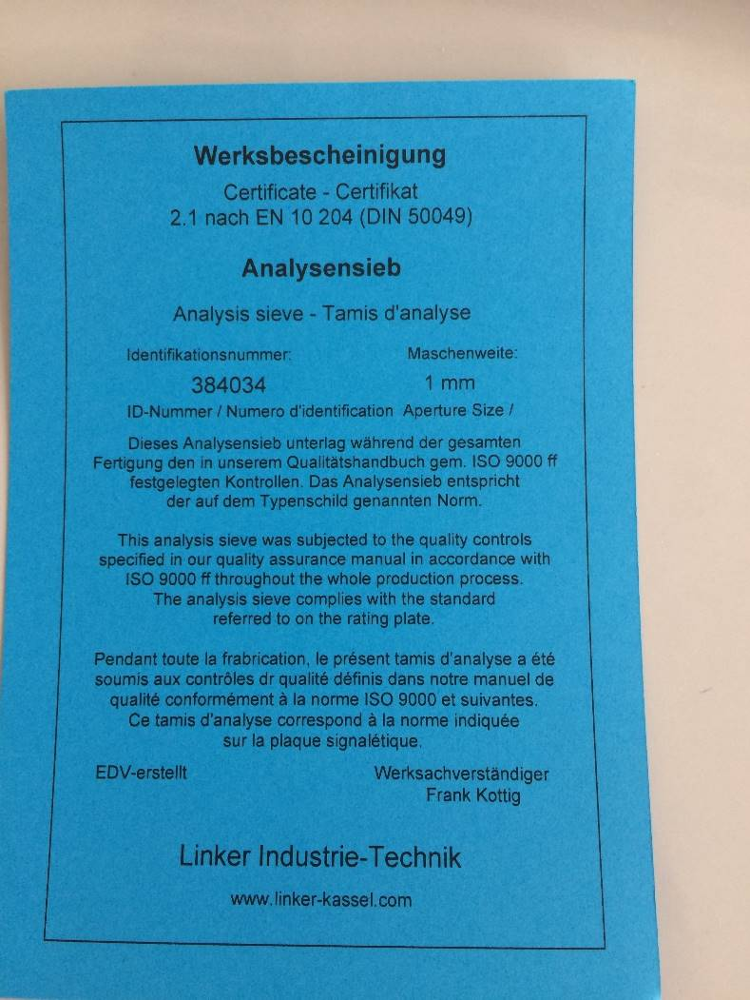 Werksbescheinigung
Certificate - Certifikat
2.1 nach EN 10 204 (DIN 50049)
Analysensieb
Analysis sieve - Tamis d'analyse
Identifikationsnummer: Maschenweite:
384034 1 mm
ID-Nummer / Numero d'identification Aperture Size /
Dieses Analysensieb unterlag während der gesamten
Fertigung den in unserem Qualitätshandbuch gem. ISO 9000 ff
festgelegten Kontrollen. Das Analysensieb entspricht
der auf dem Typenschild genannten Norm.
This analysis sieve was subjected to the quality controls
specified in our quality assurance manual in accordance with
ISO 9000 ff throughout the whole production process.
The analysis sieve complies with the standard
referred to on the rating plate.
Pendant toute la frabrication, le présent tamis d'analyse a été
soumis aux contrôles dr qualité définis dans notre manuel de
qualité conformément à la norme ISO 9000 et suivantes.
Ce tamis d'analyse correspond à la norme indiquée
sur la plaque signalétique.
EDV-erstellt Werksachverständiger
Frank Kottig
Linker Industrie-Technik
www.linker-kassel.com